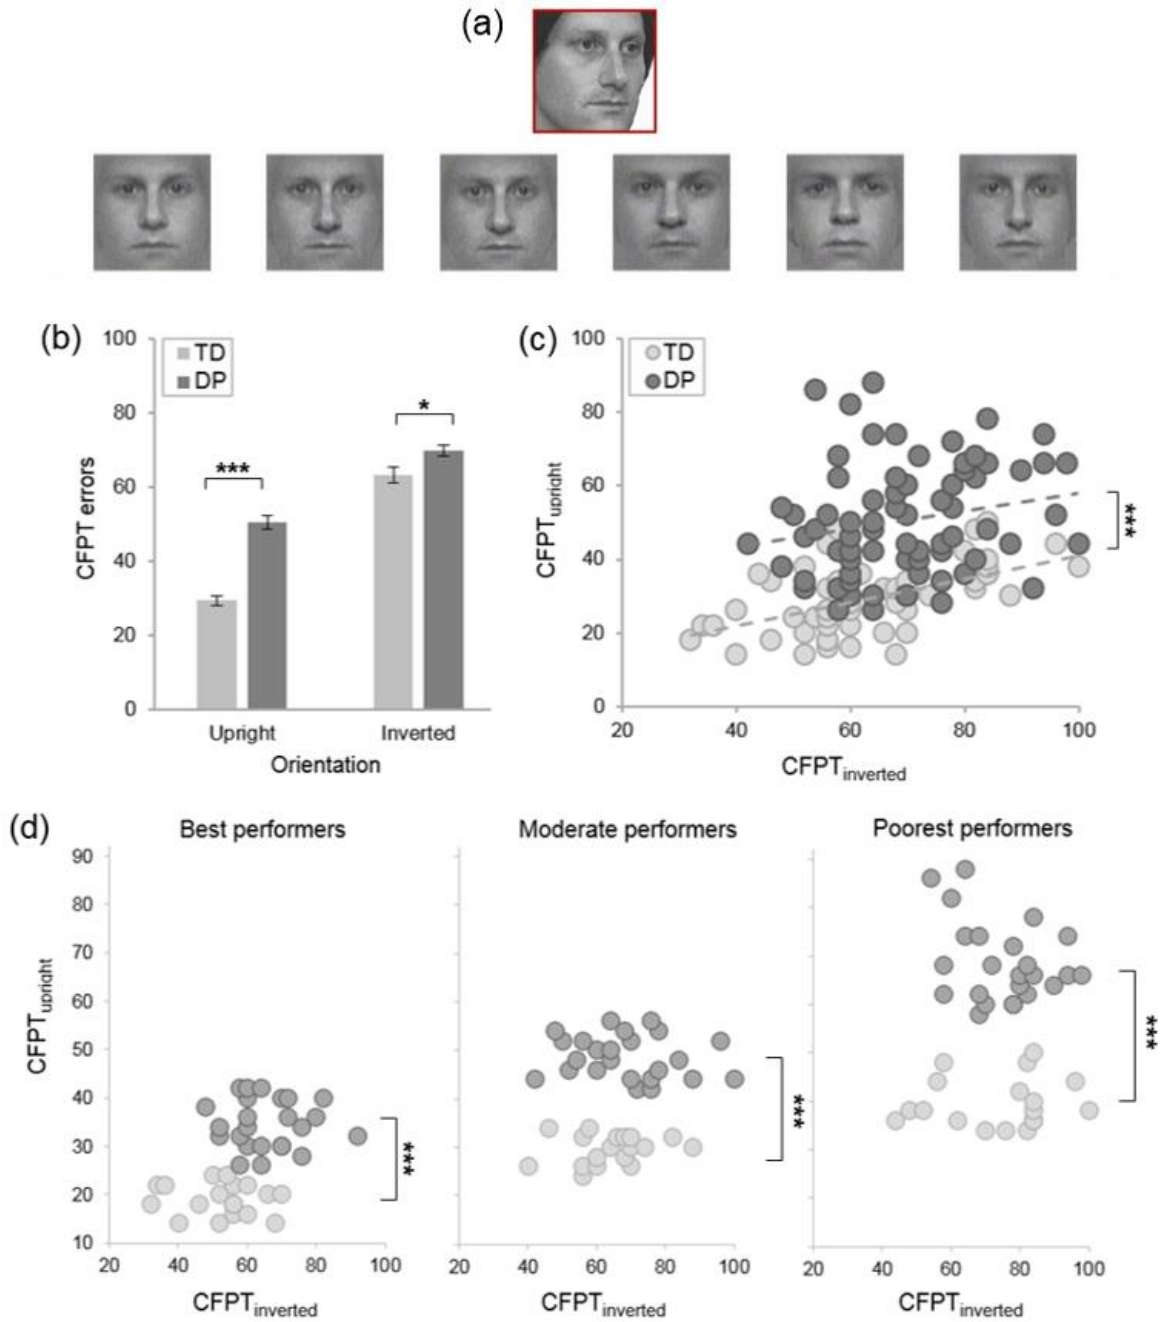 (a)
(b)
100
80
60
40
20
0
CFPT errors
TD
DP
***
*
Upright
Inverted
Orientation
(c)
100
80
60
40
20
0
CFPTupright
TD
DP
***
20 40 60 80 100
CFPTinverted
(d)
Best performers
Moderate performers
Poorest performers
90
80
70
60
50
40
30
20
10
CFPTupright
***
***
***
20 40 60 80 100
20 40 60 80 100
20 40 60 80 100
CFPTinverted
CFPTinverted
CFPTinverted